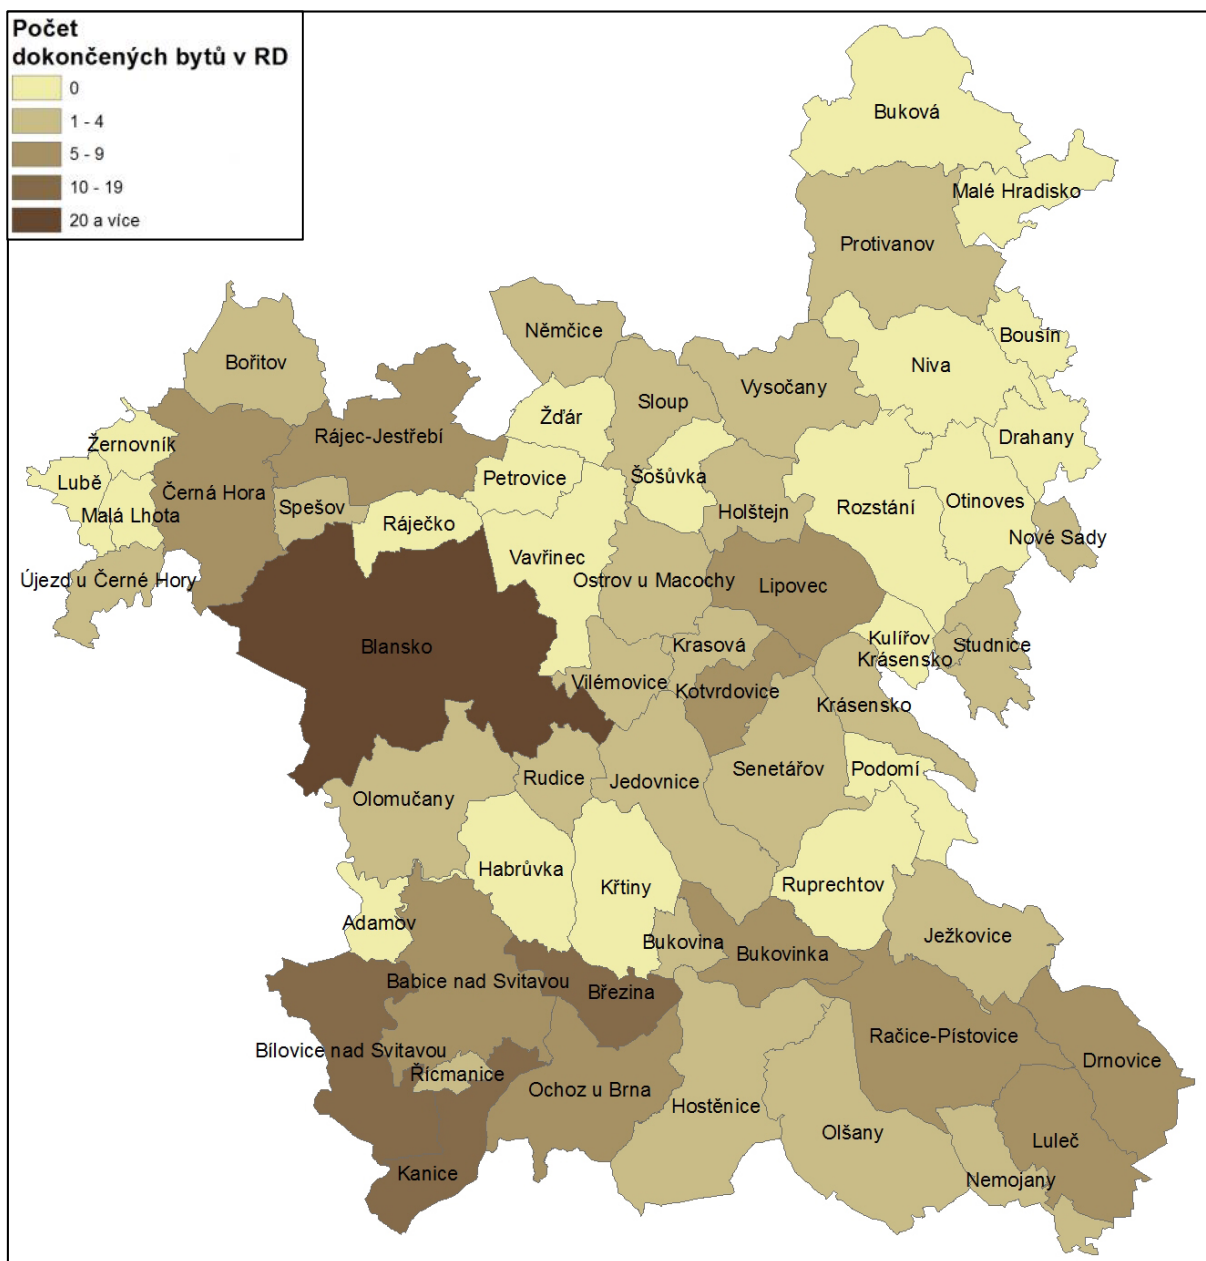 Počet
dokončených bytů v RD
0
1 - 4
5 - 9
10 - 19
20 a více
Buková
Malé Hradisko
Protivanov
Němčice
Bousín
Bořitov
Vysočany
Niva
Sloup
Žďár
Rájec-Jestřebí
Drahany
Žernovník
Lubě
Černá Hora
Petrovice
Šošůvka
Malá Lhota
Spešov
Holštejn
Rozstání
Otinoves
Ráječko
Nové Sady
Vavřinec
Újezd u Černé Hory
Ostrov u Macochy
Lipovec
Blansko
Krasová
Kulířov
Studnice
Krásensko
Vilémovice
Kotvrdovice
Krásensko
Senetářov
Podomí
Rudice
Jedovnice
Olomučany
Habrůvka
Křtiny
Ruprechtov
Adamov
Bukovina
Bukovinka
Ježkovice
Babice nad Svitavou
Březina
Račice-Pístovice
Bílovice nad Svitavou
Drnovice
Řícmanice
Ochoz u Brna
Hostěnice
Olšany
Luleč
Kanice
Nemojany